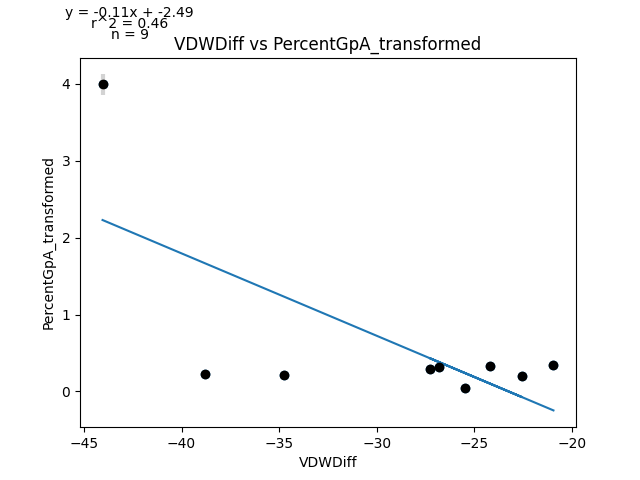 y = -0.11x + -2.49
r^2 = 0.46
n = 9
VDWDiff vs PercentGpA_transformed
4
3
2
1
0
PercentGpA_transformed
−45
−40
−35
−30
−25
−20
VDWDiff